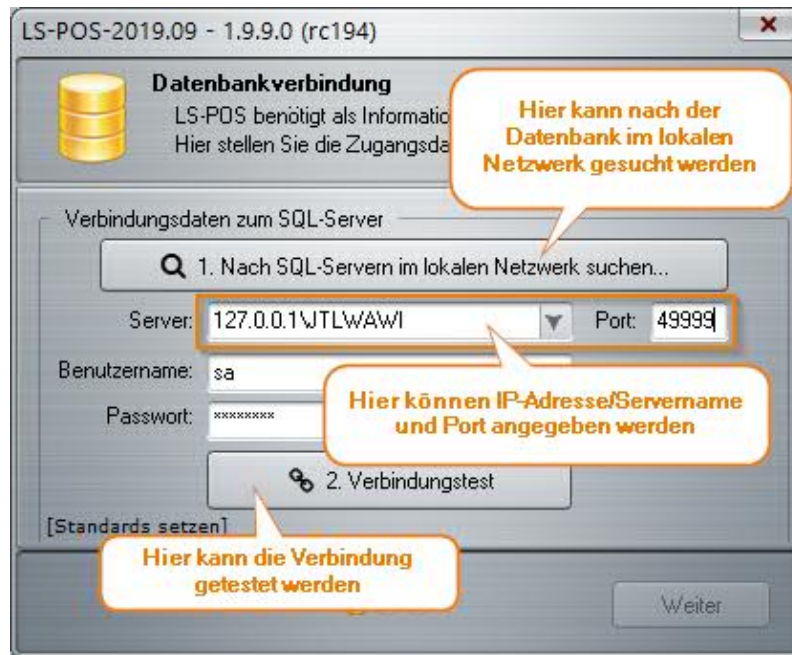 LS-POS-2019.09 - 1.9.9.0 (rc194)
Datenbankverbindung
LS-POS benötigt als
Hier stellen Sie die
Hier kann nach der
Datenbank im lokalen
Netzwerk gesucht werden
Verbindungsdaten zum SQL-Server
1. Nach SQL-Servern im lokalen Netzwerk suchen...
Server: 127.0.0.1\JTLWAWI Port: 49999
Benutzername: sa
Hier können IP-Adresse/Servername
und Port angegeben werden
Passwort: ********
2. Verbindungstest
[Standards setzen]
Hier kann die Verbindung
getestet werden
Weiter